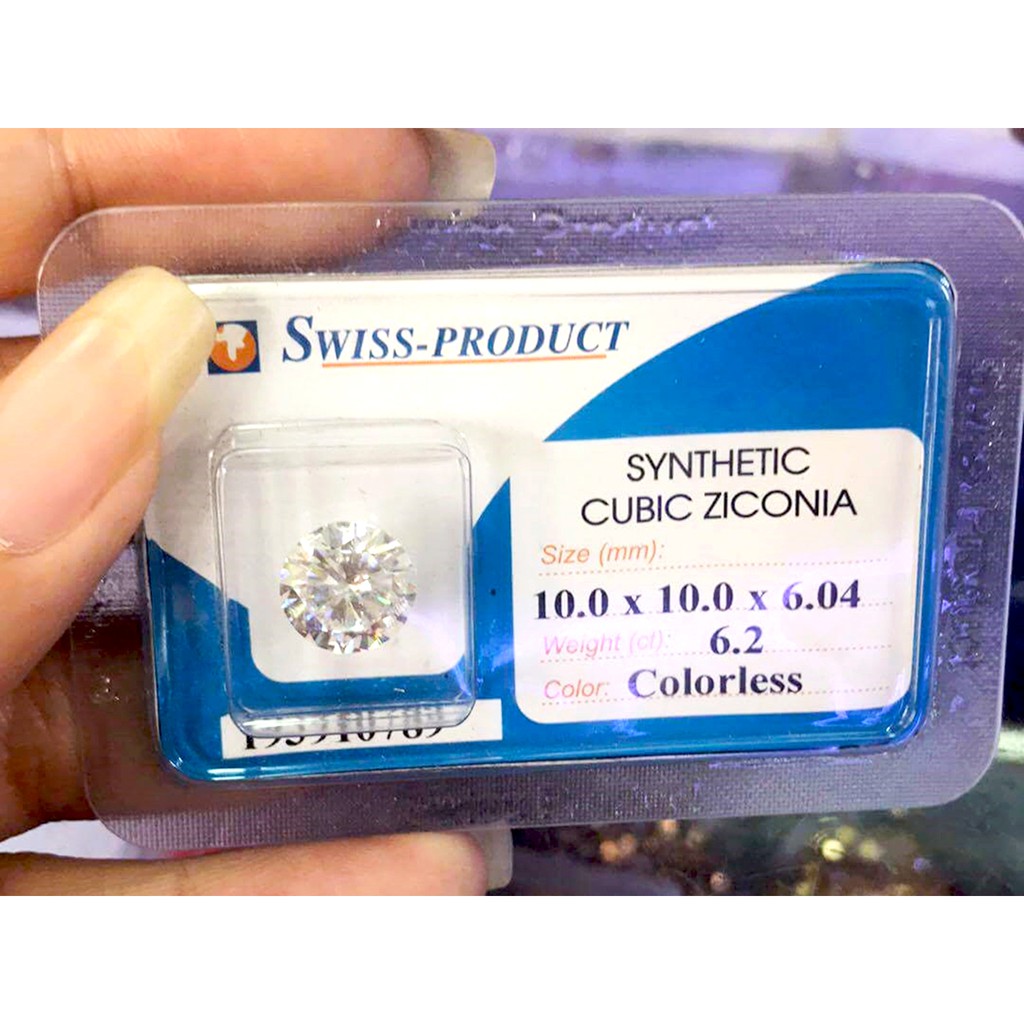 SWISS-PRODUCT
SYNTHETIC
CUBIC ZICONIA
Size (mm):
10.0 x 10.0 x 6.04
Weight (ct): 6.2
Color: Colorless